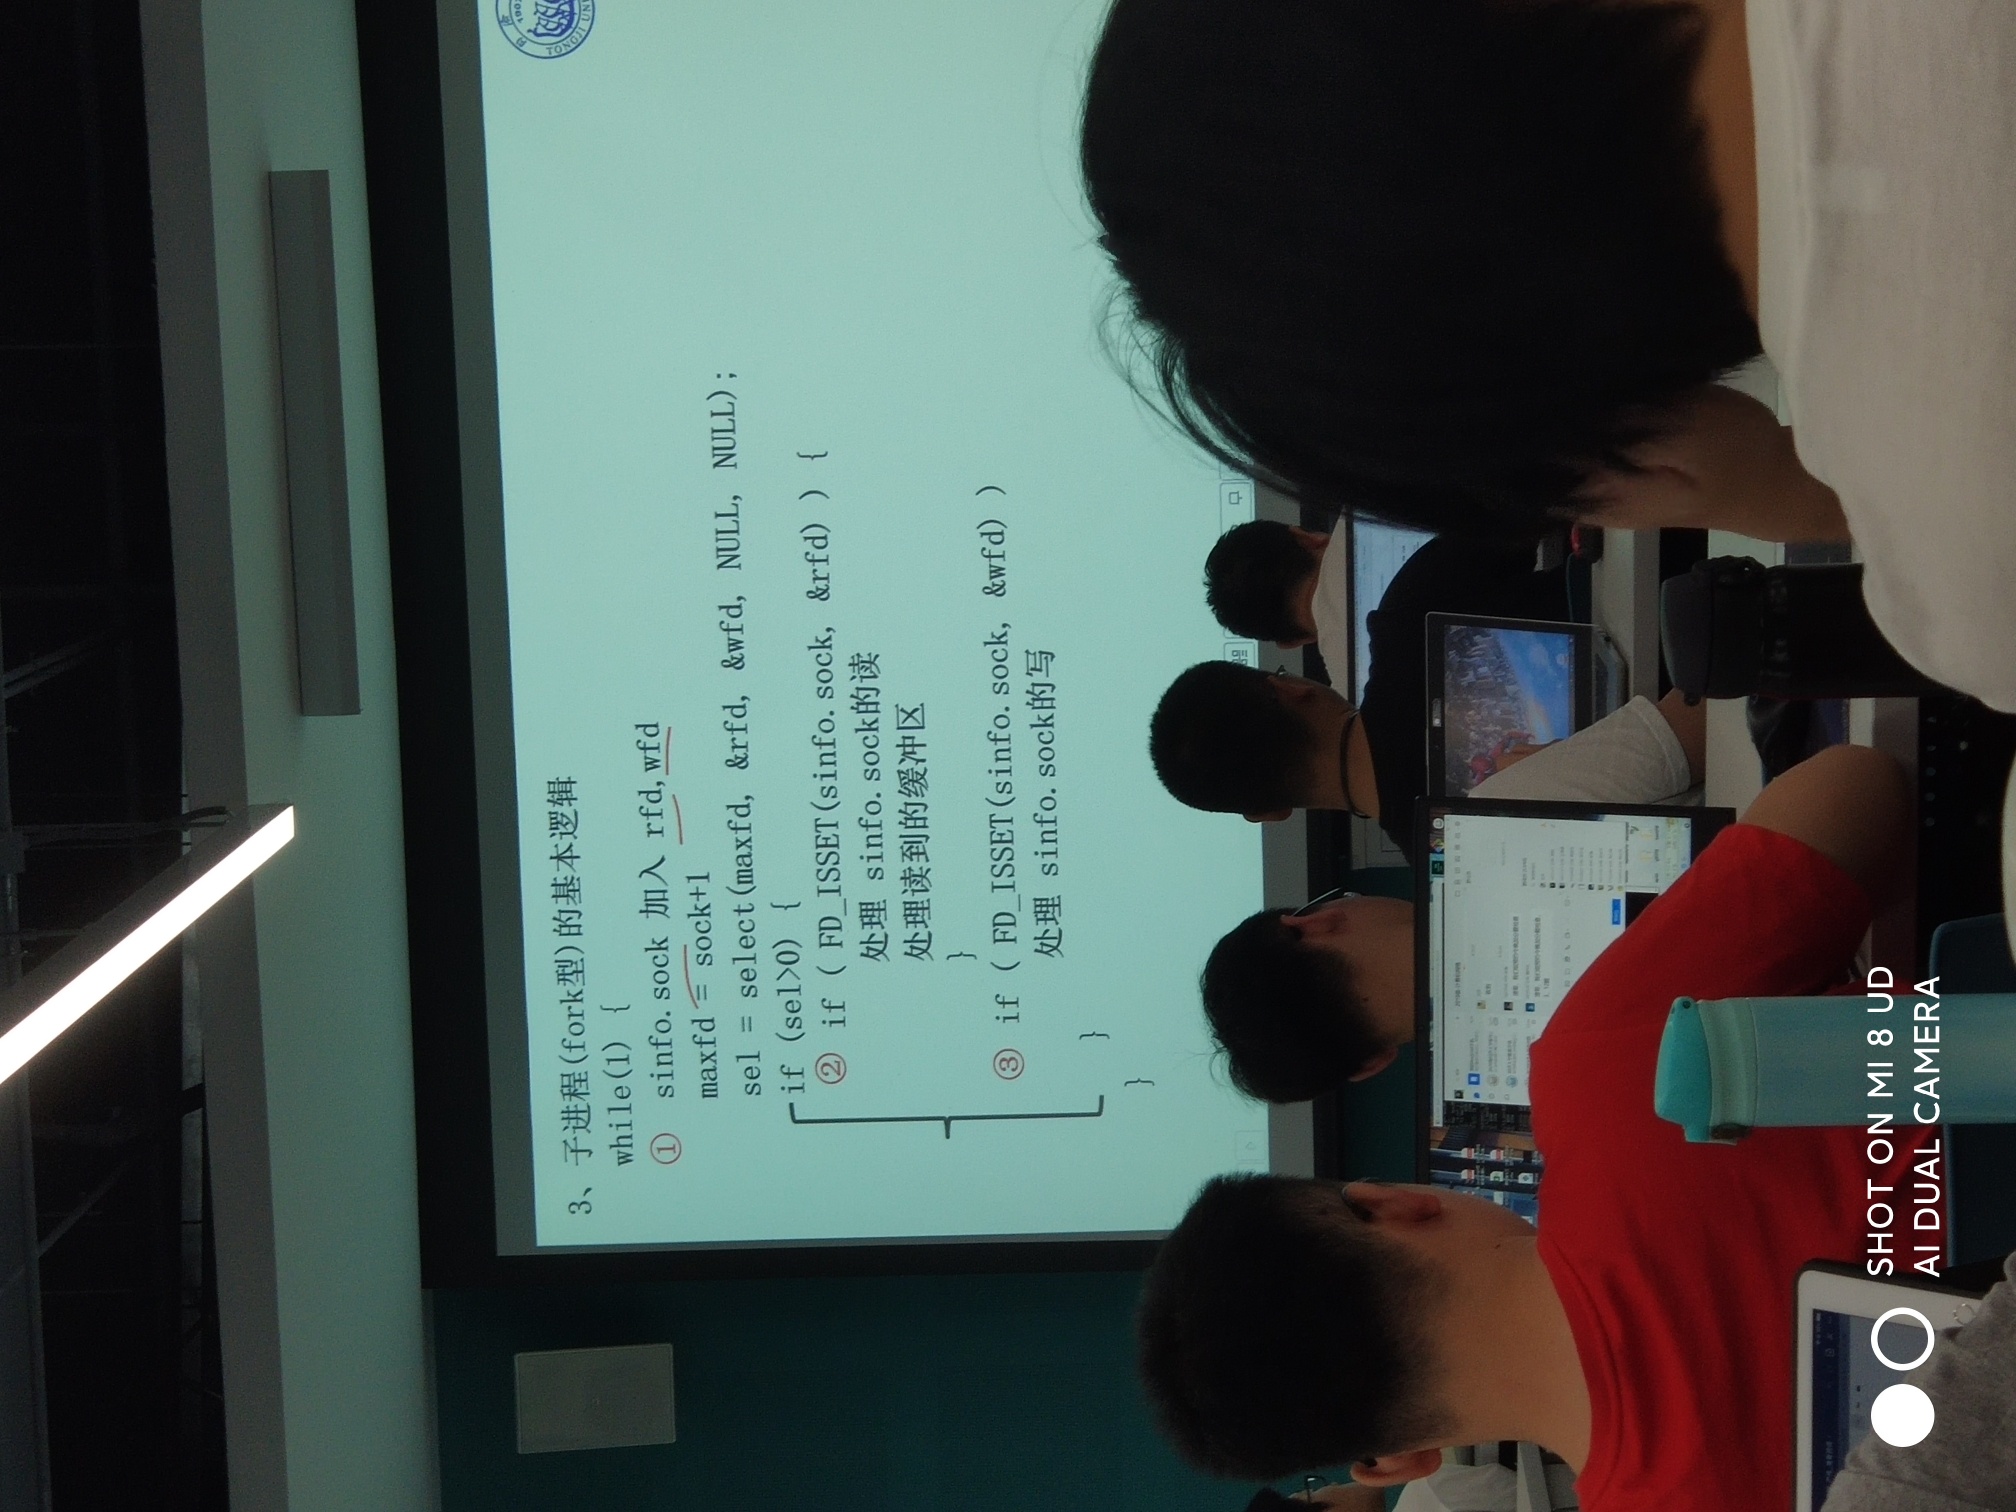 3、子进程(fork型)的基本逻辑
while(1) {
① sinfo.sock 加入 rfd,wfd
maxfd = sock+1
sel = select(maxfd, &rfd, &wfd, NULL, NULL);
if (sel>0) {
② if ( FD_ISSET(sinfo.sock, &rfd) ) {
处理 sinfo.sock的读
处理读到的缓冲区
}
③ if ( FD_ISSET(sinfo.sock, &wfd) )
处理 sinfo.sock的写
}
}
TONGJI UN
SHOT ON MI 8 UD
AI DUAL CAMERA